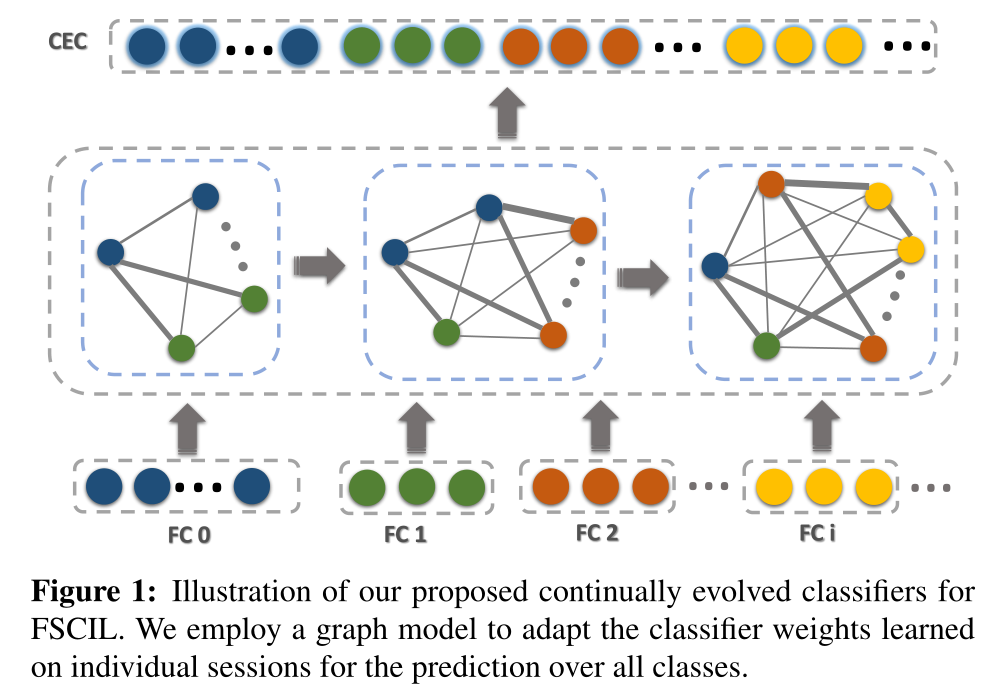 CEC
FC 0
FC 1
FC 2
FC i
Figure 1: Illustration of our proposed continually evolved classifiers for
FSCIL. We employ a graph model to adapt the classifier weights learned
on individual sessions for the prediction over all classes.